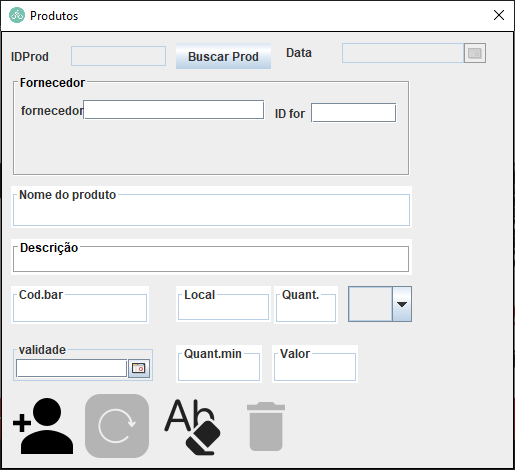 Produtos
IDProd
Buscar Prod
Data
Fornecedor
fornecedor
ID for
Nome do produto
Descrição
Cod.bar
Local
Quant.
validade
Quant.min
Valor
Ab